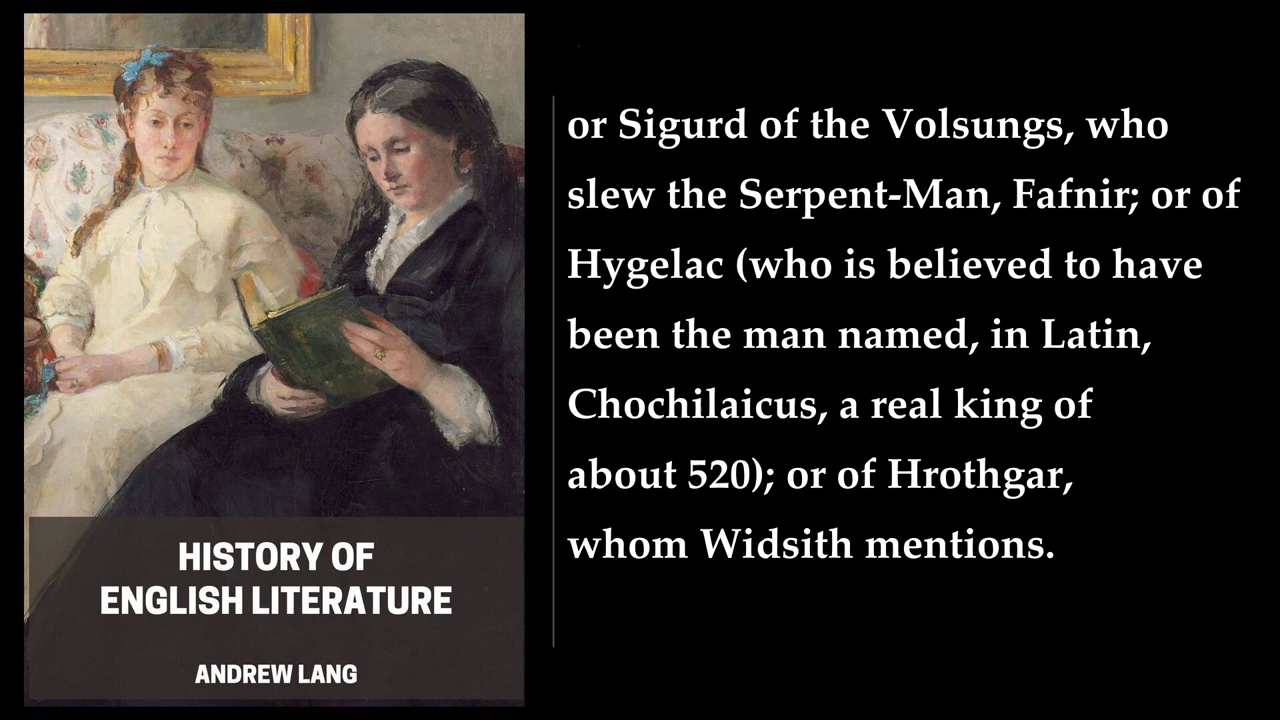 or Sigurd of the Volsungs, who
slew the Serpent-Man, Fafnir; or of
Hygelac (who is believed to have
been the man named, in Latin,
Chochilaicus, a real king of
about 520); or of Hrothgar,
whom Widsith mentions.
HISTORY OF
ENGLISH LITERATURE
ANDREW LANG